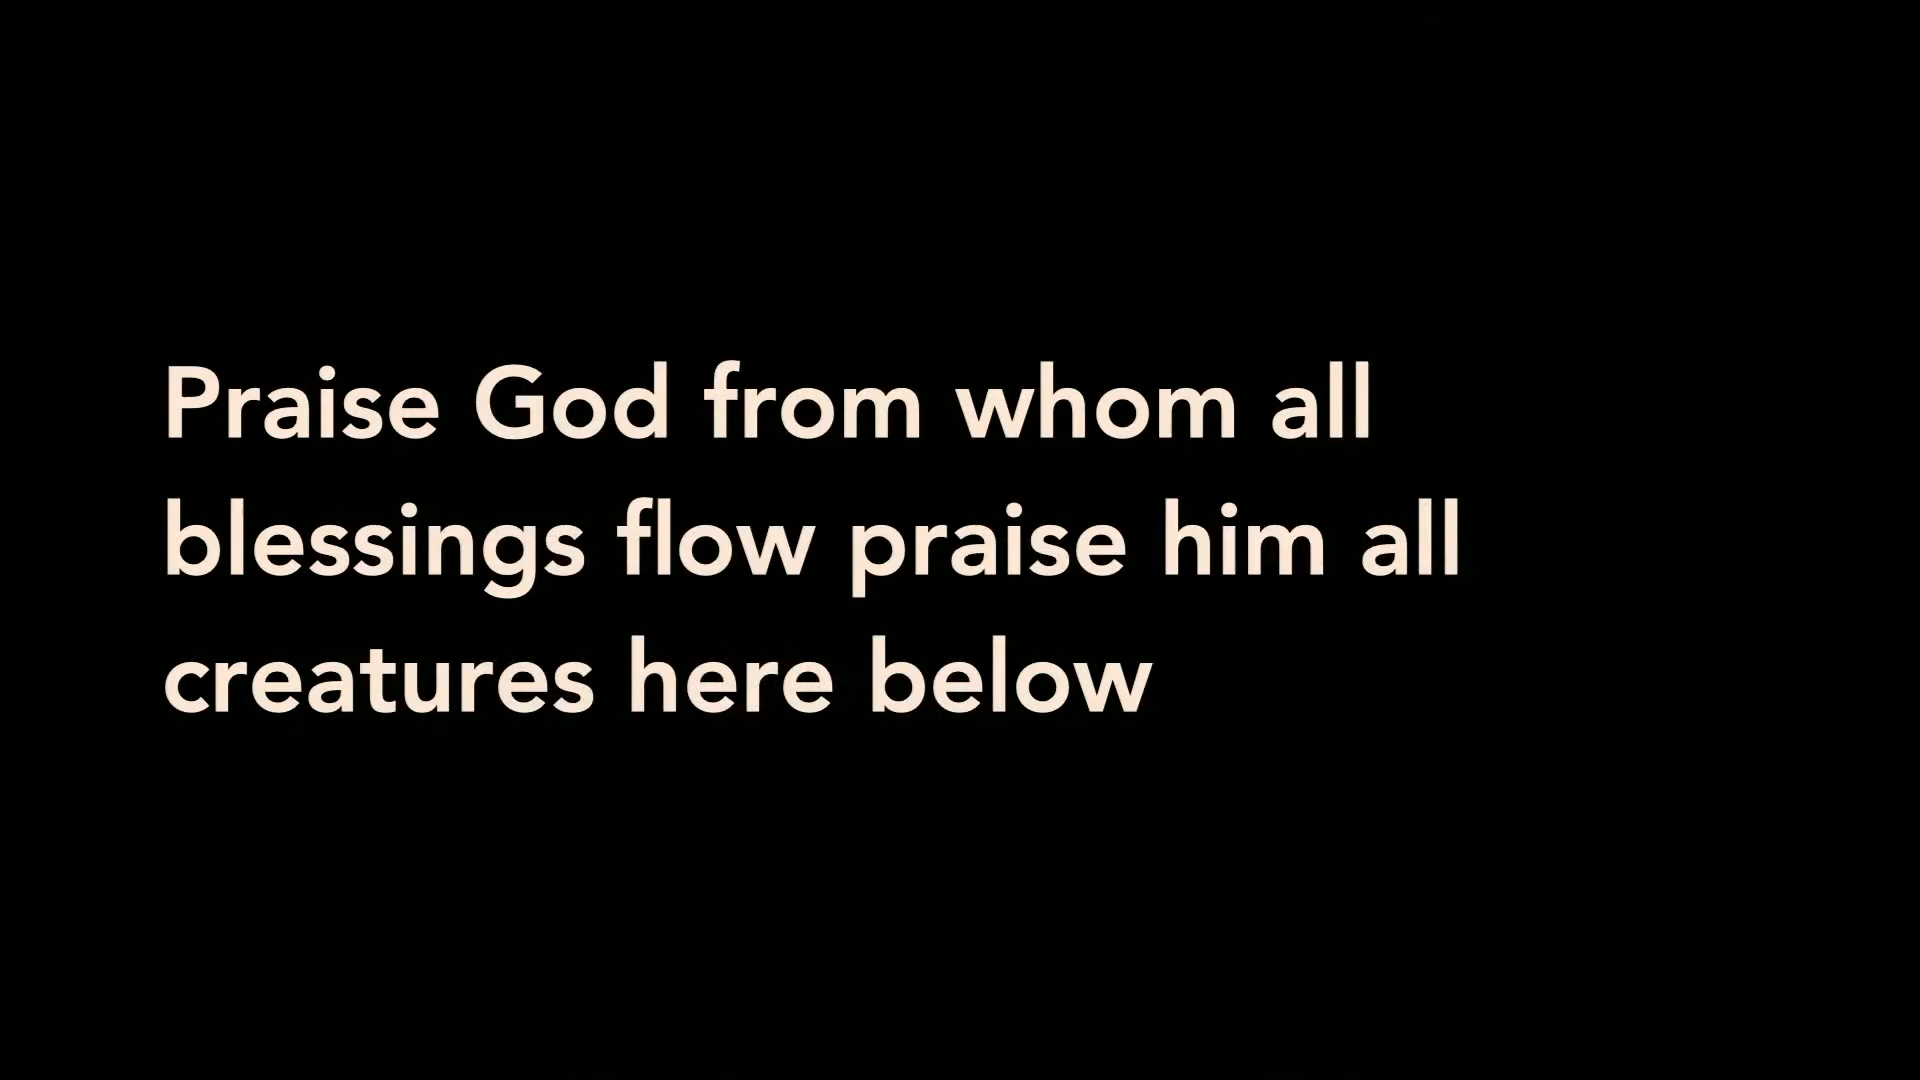 Praise God from whom all
blessings flow praise him all
creatures here below